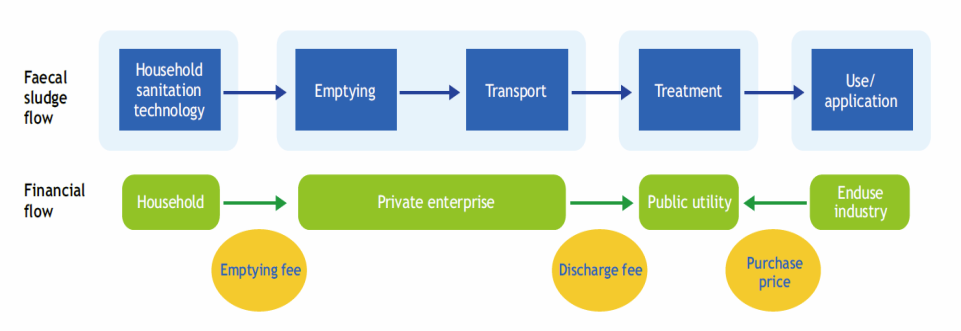 Faecal
sludge
flow
Household
sanitation
technology
Emptying
Transport
Treatment
Use/
application
Financial
flow
Household
Private enterprise
Public utility
Enduse
industry
Emptying fee
Discharge fee
Purchase
price